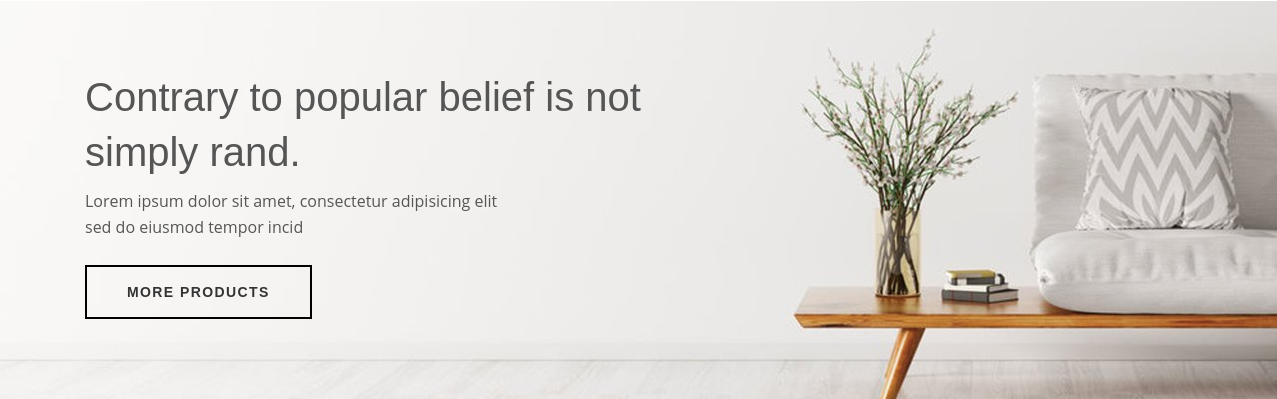 Contrary to popular belief is not
simply rand.
Lorem ipsum dolor sit amet, consectetur adipisicing elit
sed do eiusmod tempor incid
MORE PRODUCTS